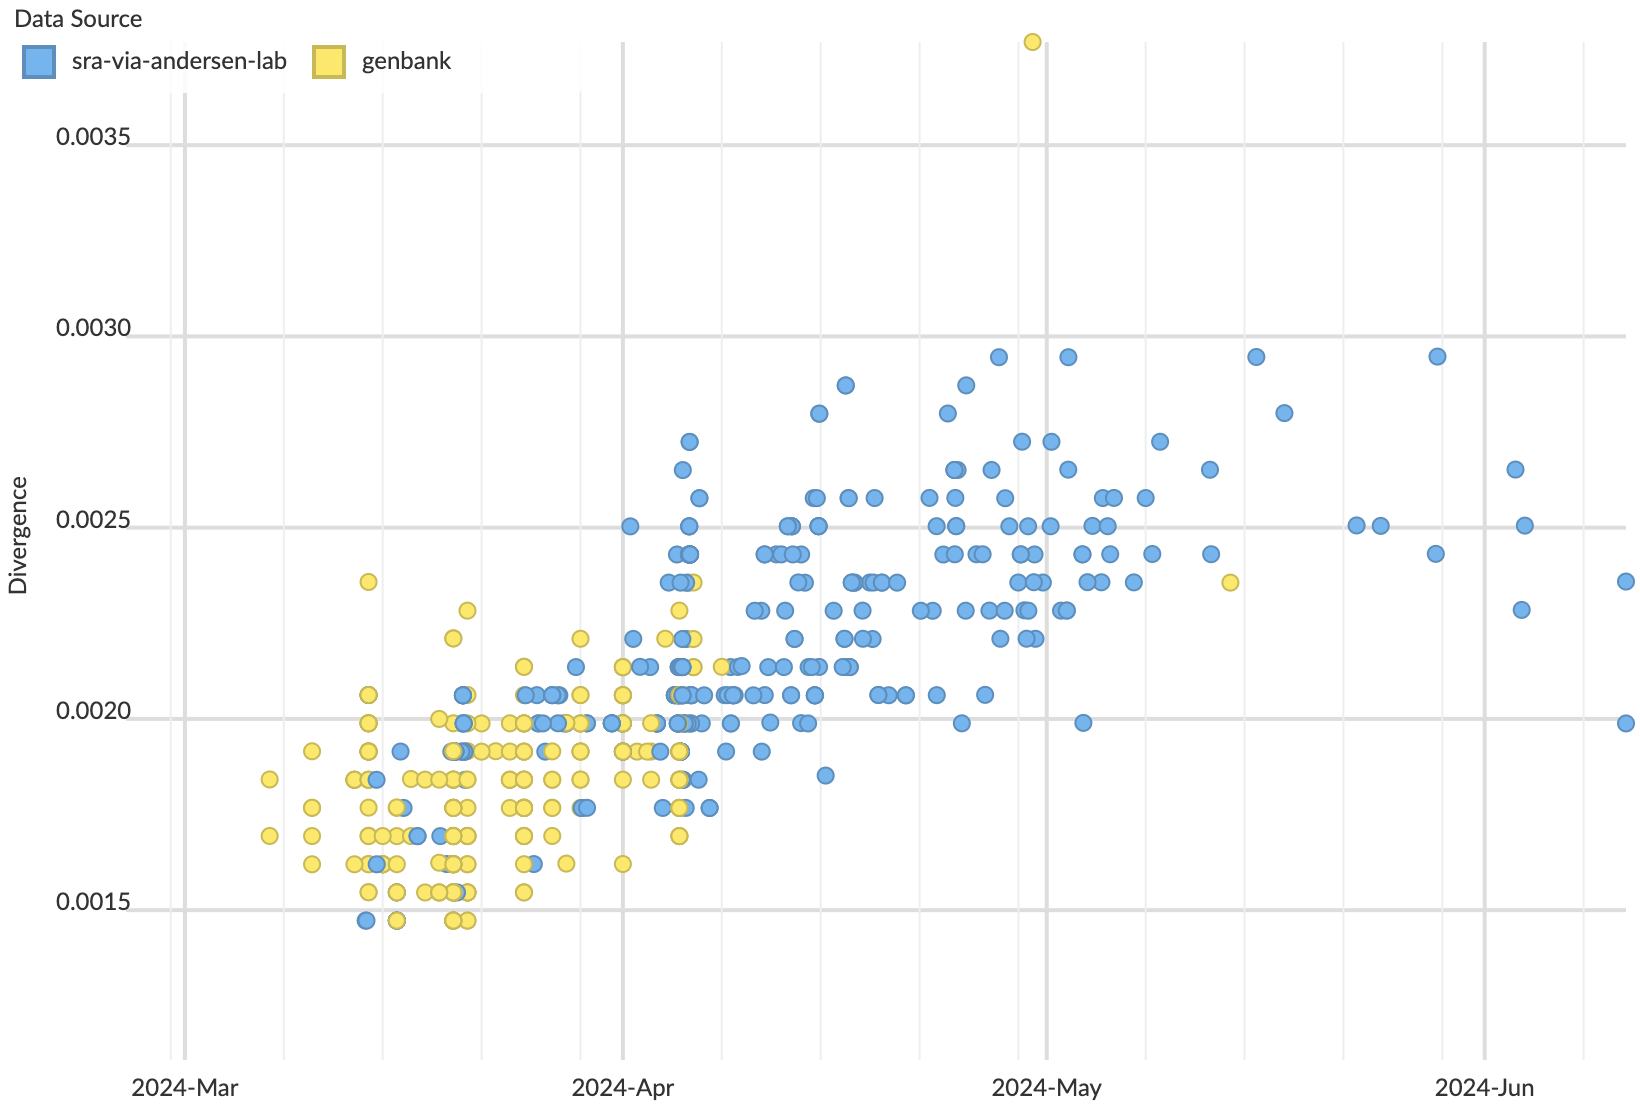 Data Source
sra-via-andersen-lab genbank
0.0035
0.0030
0.0025
0.0020
0.0015
Divergence
2024-Mar 2024-Apr 2024-May 2024-Jun